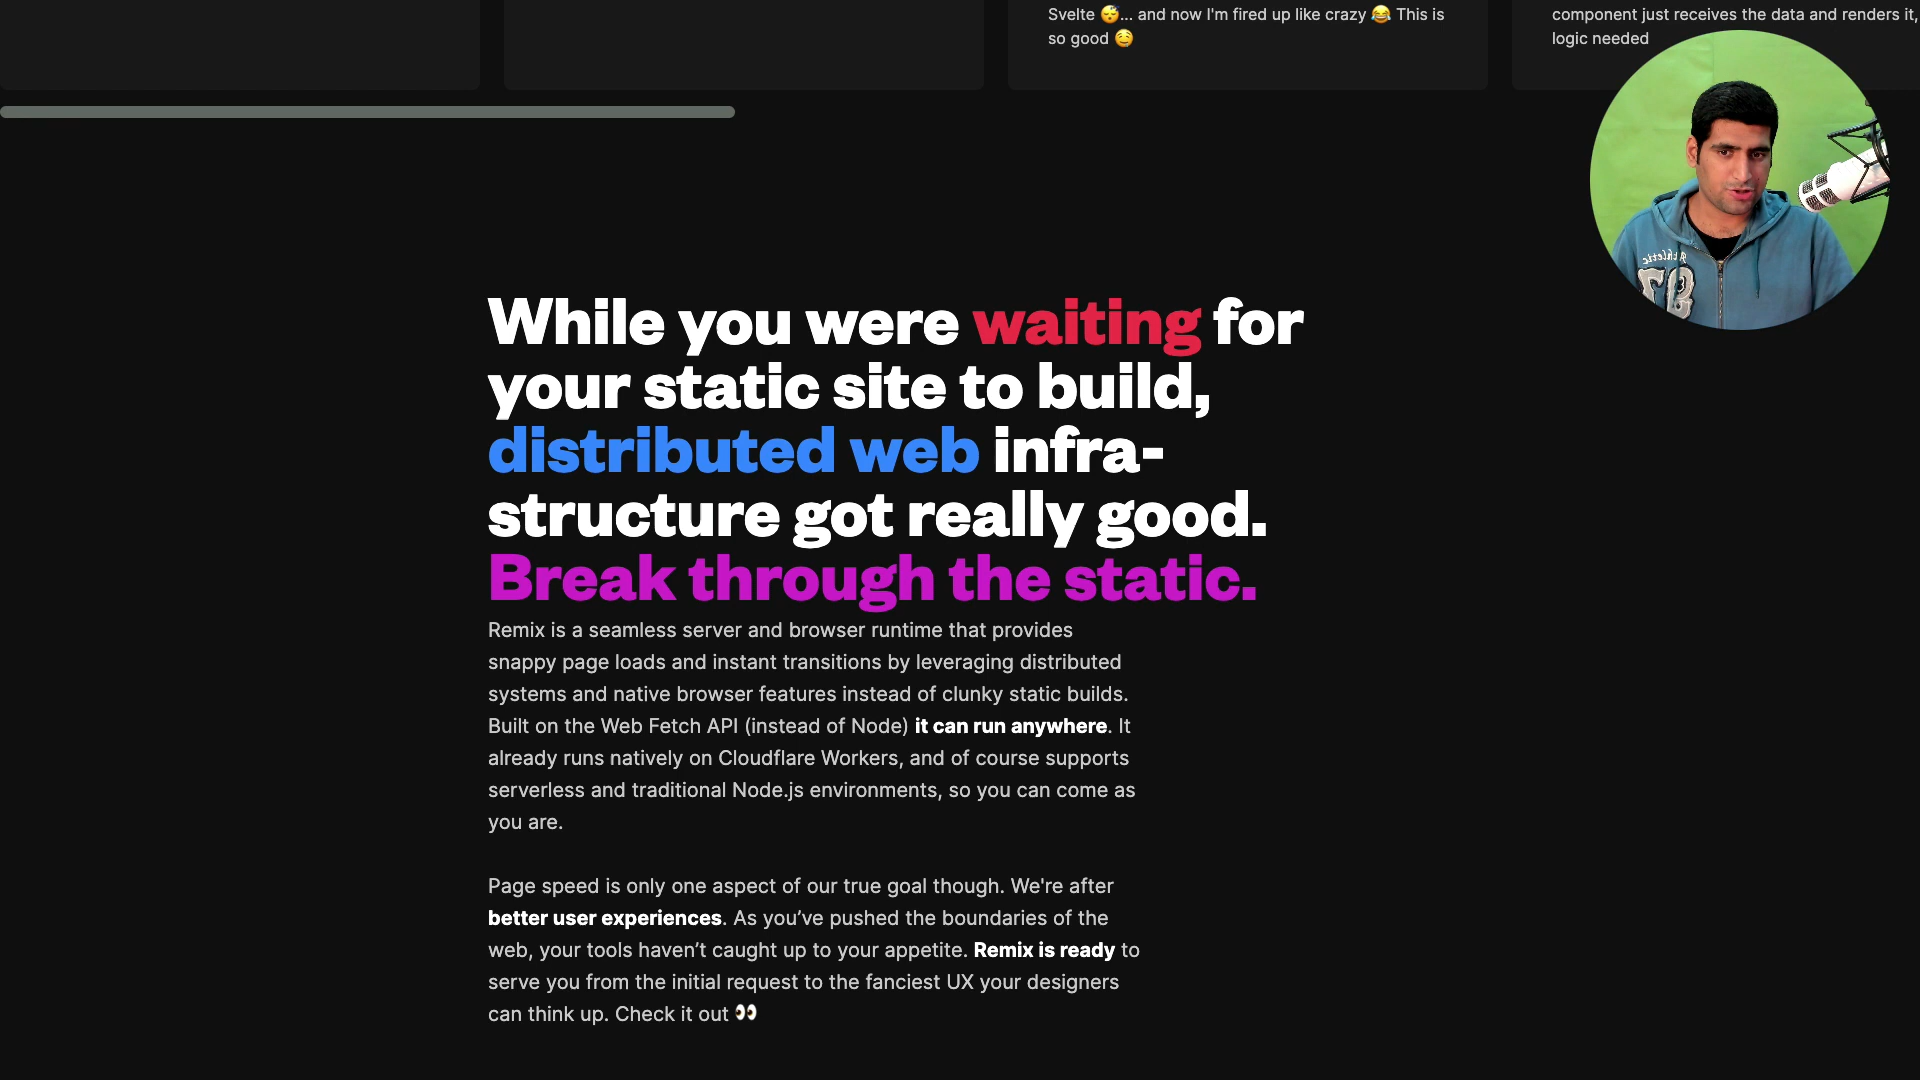 Svelte 😴... and now I'm fired up like crazy 😂 This is
so good 🤤
component just receives the data and renders it,
logic needed
While you were waiting for
your static site to build,
distributed web infra-
structure got really good.
Break through the static.
Remix is a seamless server and browser runtime that provides
snappy page loads and instant transitions by leveraging distributed
systems and native browser features instead of clunky static builds.
Built on the Web Fetch API (instead of Node) it can run anywhere. It
already runs natively on Cloudflare Workers, and of course supports
serverless and traditional Node.js environments, so you can come as
you are.
Page speed is only one aspect of our true goal though. We're after
better user experiences. As you’ve pushed the boundaries of the
web, your tools haven’t caught up to your appetite. Remix is ready to
serve you from the initial request to the fanciest UX your designers
can think up. Check it out 👀